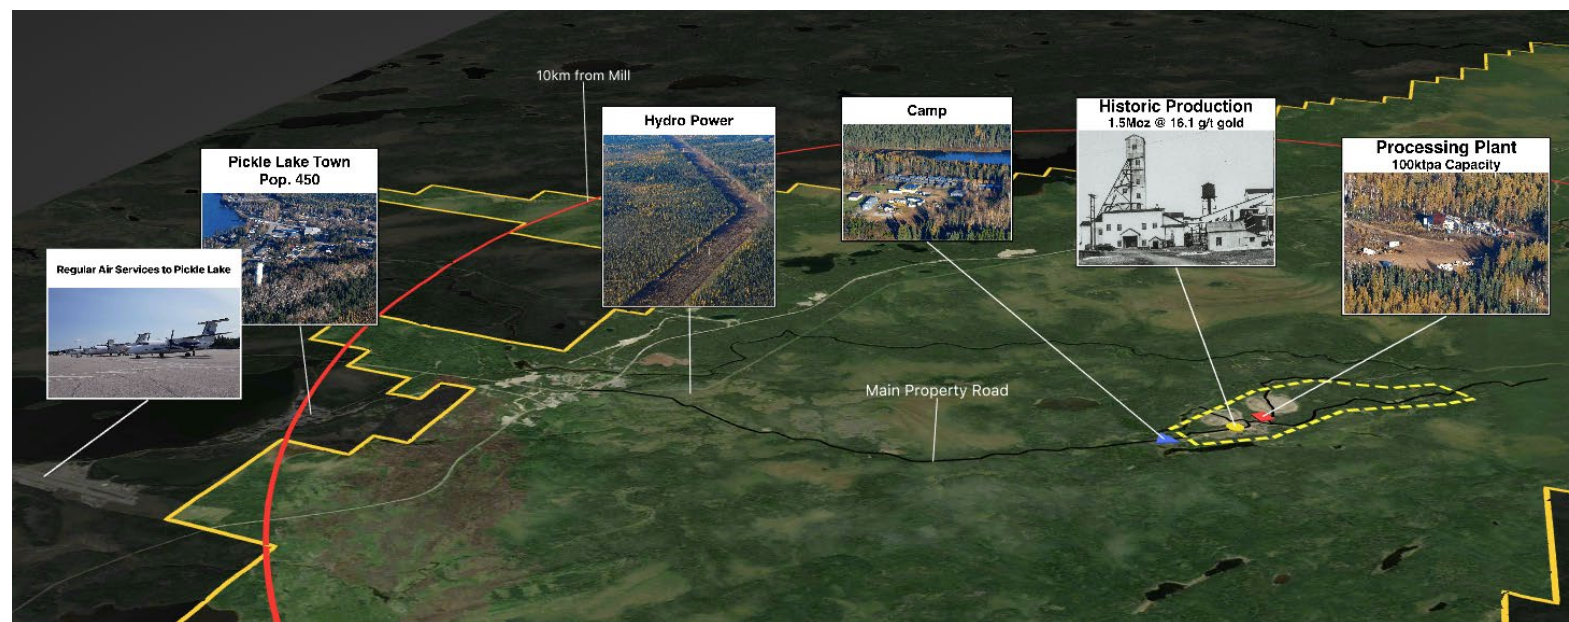 10km from Mill
Regular Air Services to Pickle Lake
Pickle Lake Town
Pop. 450
Hydro Power
Camp
Historic Production
1.5Moz @ 16.1 g/t gold
Processing Plant
100ktpa Capacity
Main Property Road